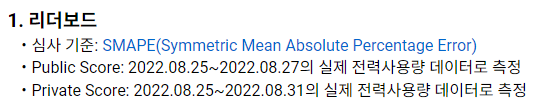 1. 리더보드
• 심사 기준: SMAPE(Symmetric Mean Absolute Percentage Error)
• Public Score: 2022.08.25~2022.08.27의 실제 전력사용량 데이터로 측정
• Private Score: 2022.08.25~2022.08.31의 실제 전력사용량 데이터로 측정